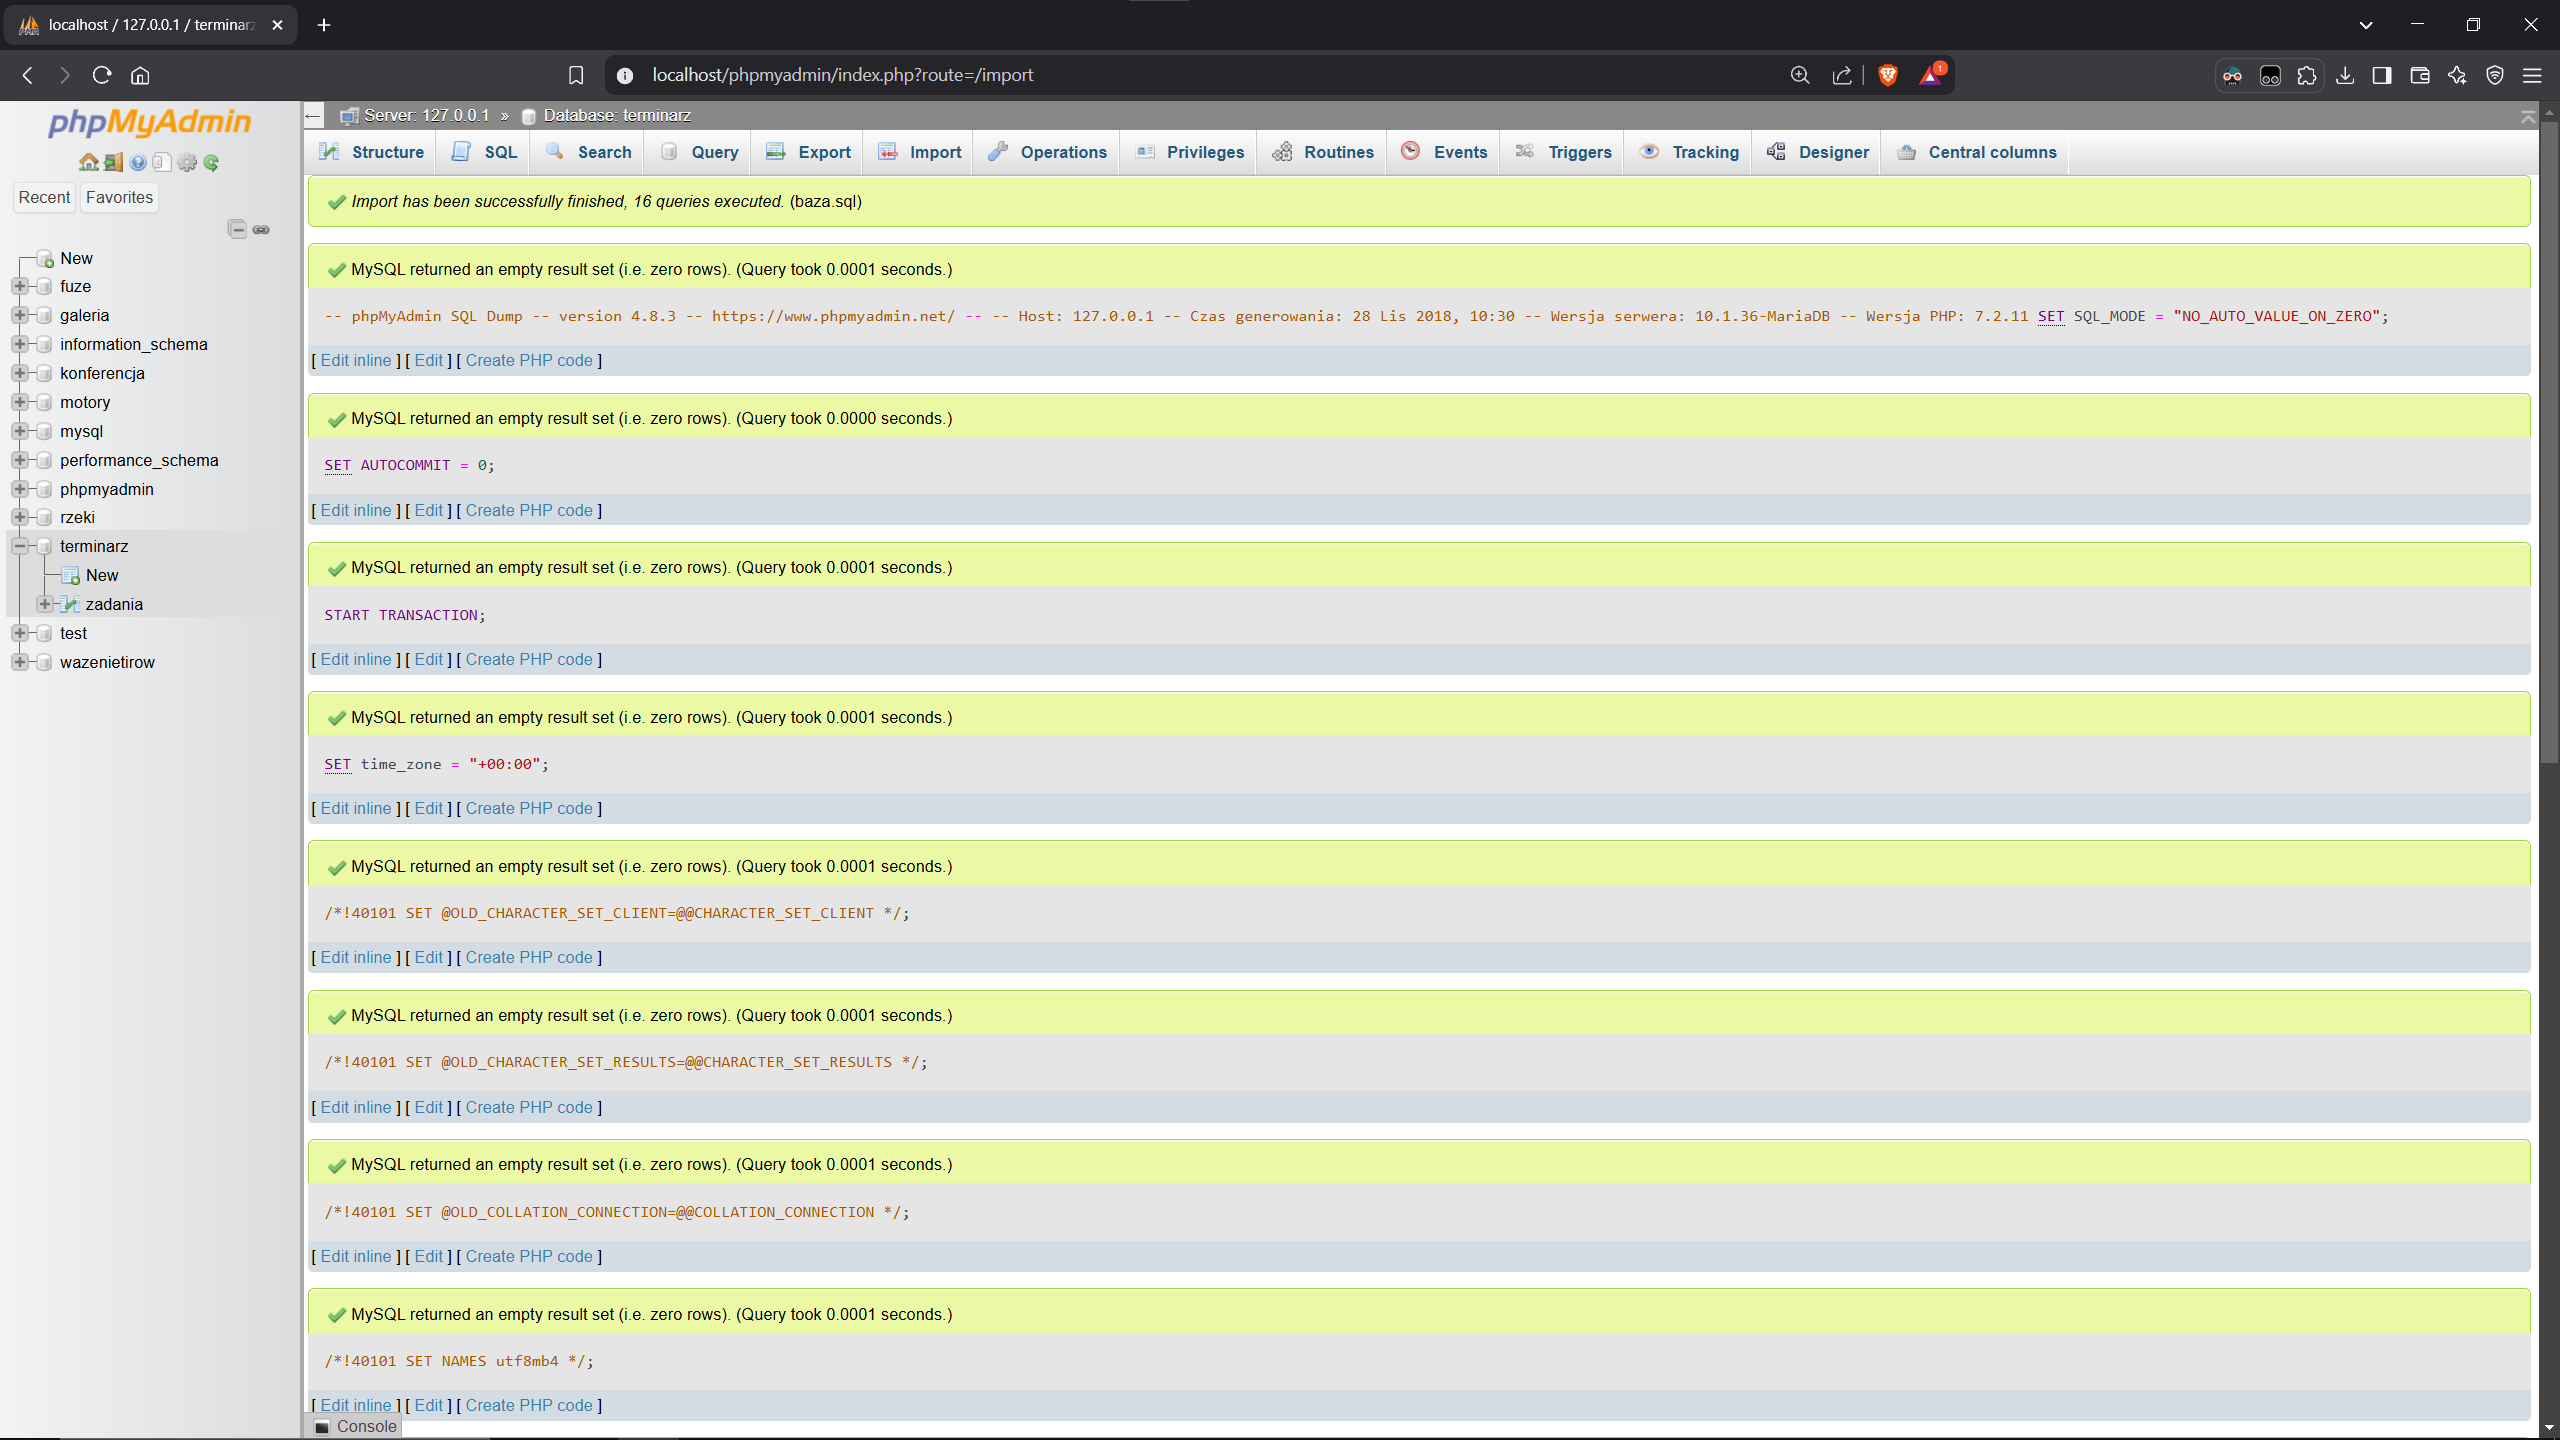 localhost / 127.0.0.1 / terminarz
localhost/phpmyadmin/index.php?route=/import
1
phpMyAdmin
Recent
Favorites
New
fuze
galeria
information_schema
konferencja
motory
mysql
performance_schema
phpmyadmin
rzeki
terminarz
New
zadania
test
wazenietirow
Server: 127.0.0.1 » Database: terminarz
Structure SQL Search Query Export Import Operations Privileges Routines Events Triggers Tracking Designer Central columns
Import has been successfully finished, 16 queries executed. (baza.sql)
MySQL returned an empty result set (i.e. zero rows). (Query took 0.0001 seconds.)
-- phpMyAdmin SQL Dump -- version 4.8.3 -- https://www.phpmyadmin.net/ -- -- Host: 127.0.0.1 -- Czas generowania: 28 Lis 2018, 10:30 -- Wersja serwera: 10.1.36-MariaDB -- Wersja PHP: 7.2.11 SET SQL_MODE = "NO_AUTO_VALUE_ON_ZERO";
[ Edit inline ] [ Edit ] [ Create PHP code ]
MySQL returned an empty result set (i.e. zero rows). (Query took 0.0000 seconds.)
SET AUTOCOMMIT = 0;
[ Edit inline ] [ Edit ] [ Create PHP code ]
MySQL returned an empty result set (i.e. zero rows). (Query took 0.0001 seconds.)
START TRANSACTION;
[ Edit inline ] [ Edit ] [ Create PHP code ]
MySQL returned an empty result set (i.e. zero rows). (Query took 0.0001 seconds.)
SET time_zone = "+00:00";
[ Edit inline ] [ Edit ] [ Create PHP code ]
MySQL returned an empty result set (i.e. zero rows). (Query took 0.0001 seconds.)
/*!40101 SET @OLD_CHARACTER_SET_CLIENT=@@CHARACTER_SET_CLIENT */;
[ Edit inline ] [ Edit ] [ Create PHP code ]
MySQL returned an empty result set (i.e. zero rows). (Query took 0.0001 seconds.)
/*!40101 SET @OLD_CHARACTER_SET_RESULTS=@@CHARACTER_SET_RESULTS */;
[ Edit inline ] [ Edit ] [ Create PHP code ]
MySQL returned an empty result set (i.e. zero rows). (Query took 0.0001 seconds.)
/*!40101 SET @OLD_COLLATION_CONNECTION=@@COLLATION_CONNECTION */;
[ Edit inline ] [ Edit ] [ Create PHP code ]
MySQL returned an empty result set (i.e. zero rows). (Query took 0.0001 seconds.)
/*!40101 SET NAMES utf8mb4 */;
[ Edit inline ] [ Edit ] [ Create PHP code ]
Console